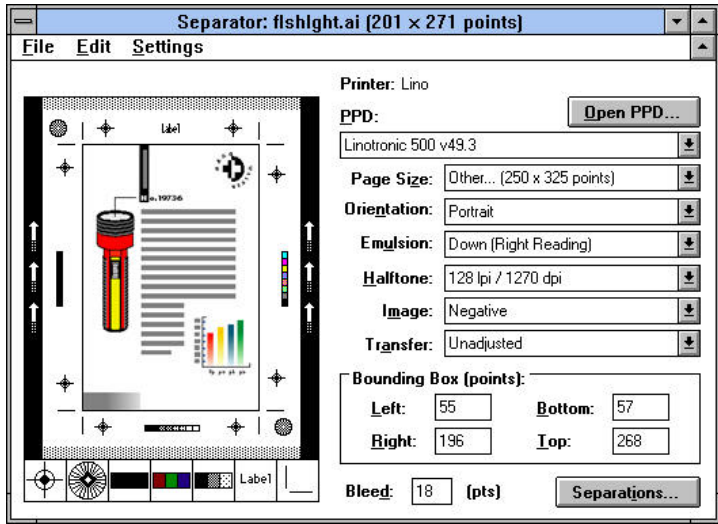 Separator: flshlght.ai (201 × 271 points)
File Edit Settings
Printer: Lino
PPD:
Open PPD...
Linotronic 500 v49.3
Page Size: Other... (250 x 325 points)
Orientation: Portrait
Emulsion: Down (Right Reading)
Halftone: 128 lpi / 1270 dpi
Image: Negative
Transfer: Unadjusted
Bounding Box (points):
Left: 55 Bottom: 57
Right: 196 Top: 268
Bleed: 18 (pts)
Separations...
Label
No.19736
Label